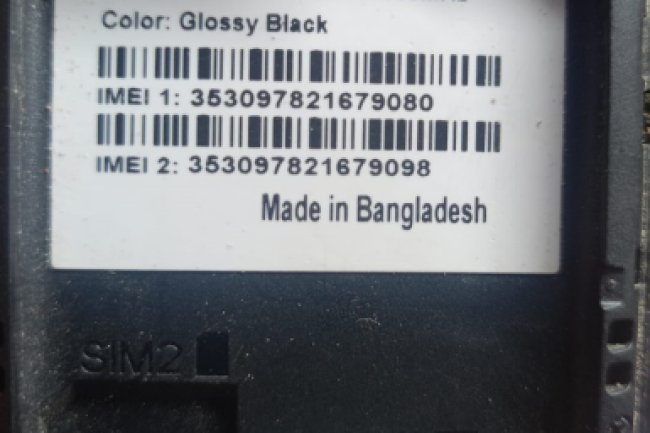 Color: Glossy Black
IMEI 1: 353097821679080
IMEI 2: 353097821679098
Made in Bangladesh
SIM2